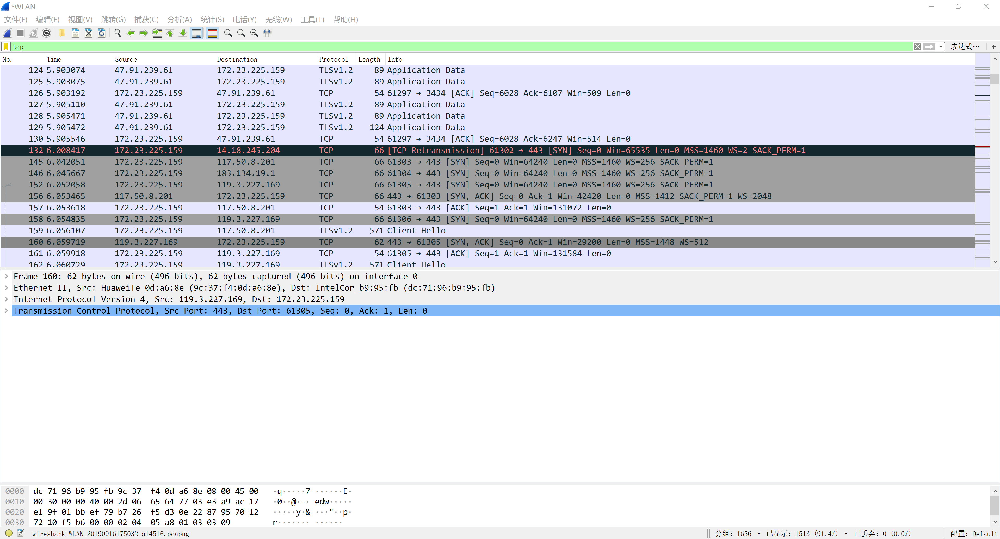 *WLAN
文件(F) 编辑(E) 视图(V) 跳转(G) 捕获(C) 分析(A) 统计(S) 电话(Y) 无线(W) 工具(T) 帮助(H)
tcp 表达式… +
No. Time Source Destination Protocol Length Info
124 5.903074 47.91.239.61 172.23.225.159 TLSv1.2 89 Application Data
125 5.903075 47.91.239.61 172.23.225.159 TLSv1.2 89 Application Data
126 5.903192 172.23.225.159 47.91.239.61 TCP 54 61297 → 3434 [ACK] Seq=6028 Ack=6107 Win=509 Len=0
127 5.905110 47.91.239.61 172.23.225.159 TLSv1.2 89 Application Data
128 5.905471 47.91.239.61 172.23.225.159 TLSv1.2 89 Application Data
129 5.905472 47.91.239.61 172.23.225.159 TLSv1.2 124 Application Data
130 5.905546 172.23.225.159 47.91.239.61 TCP 54 61297 → 3434 [ACK] Seq=6028 Ack=6247 Win=514 Len=0
132 6.008417 172.23.225.159 14.18.245.204 TCP 66 [TCP Retransmission] 61302 → 443 [SYN] Seq=0 Win=65535 Len=0 MSS=1460 WS=2 SACK_PERM=1
145 6.042051 172.23.225.159 117.50.8.201 TCP 66 61303 → 443 [SYN] Seq=0 Win=64240 Len=0 MSS=1460 WS=256 SACK_PERM=1
146 6.045667 172.23.225.159 183.134.19.1 TCP 66 61304 → 443 [SYN] Seq=0 Win=64240 Len=0 MSS=1460 WS=256 SACK_PERM=1
152 6.052058 172.23.225.159 119.3.227.169 TCP 66 61305 → 443 [SYN] Seq=0 Win=64240 Len=0 MSS=1460 WS=256 SACK_PERM=1
156 6.053465 117.50.8.201 172.23.225.159 TCP 66 443 → 61303 [SYN, ACK] Seq=0 Ack=1 Win=42420 Len=0 MSS=1412 SACK_PERM=1 WS=2048
157 6.053618 172.23.225.159 117.50.8.201 TCP 54 61303 → 443 [ACK] Seq=1 Ack=1 Win=131072 Len=0
158 6.054835 172.23.225.159 119.3.227.169 TCP 66 61306 → 443 [SYN] Seq=0 Win=64240 Len=0 MSS=1460 WS=256 SACK_PERM=1
159 6.056107 172.23.225.159 117.50.8.201 TLSv1.2 571 Client Hello
160 6.059719 119.3.227.169 172.23.225.159 TCP 62 443 → 61305 [SYN, ACK] Seq=0 Ack=1 Win=29200 Len=0 MSS=1448 WS=512
161 6.059918 172.23.225.159 119.3.227.169 TCP 54 61305 → 443 [ACK] Seq=1 Ack=1 Win=131584 Len=0
162 6.060729 172.23.225.159 119.3.227.169 TLSv1.2 571 Client Hello
Frame 160: 62 bytes on wire (496 bits), 62 bytes captured (496 bits) on interface 0
Ethernet II, Src: HuaweiTe_0d:a6:8e (9c:37:f4:0d:a6:8e), Dst: IntelCor_b9:95:fb (dc:71:96:b9:95:fb)
Internet Protocol Version 4, Src: 119.3.227.169, Dst: 172.23.225.159
Transmission Control Protocol, Src Port: 443, Dst Port: 61305, Seq: 0, Ack: 1, Len: 0
0000 dc 71 96 b9 95 fb 9c 37 f4 0d a6 8e 08 00 45 00 ·q·····7 ······E·
0010 00 30 00 00 40 00 2d 06 65 64 77 03 e3 a9 ac 17 ·0··@·-· edw·····
0020 e1 9f 01 bb ef 79 b7 26 f5 d3 0e 22 87 95 70 12 ·····y·& ···"··p·
0030 72 10 f5 b6 00 00 02 04 05 a8 01 03 03 09 r······· ······
wireshark_WLAN_20190916175032_a14516.pcapng 分组: 1656 · 已显示: 1513 (91.4%) · 已丢弃: 0 (0.0%) 配置: Default